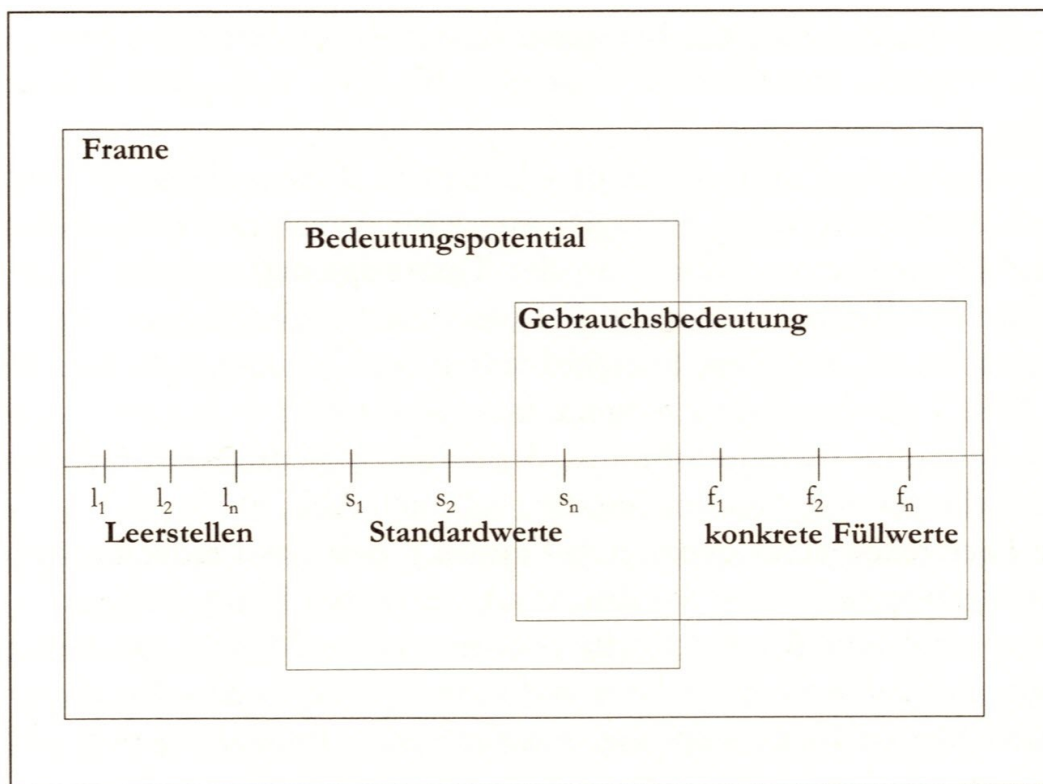 Frame
Bedeutungspotential
Gebrauchsbedeutung
l₁ l₂ lₙ s₁ s₂ sₙ f₁ f₂ fₙ
Leerstellen Standardwerte konkrete Füllwerte